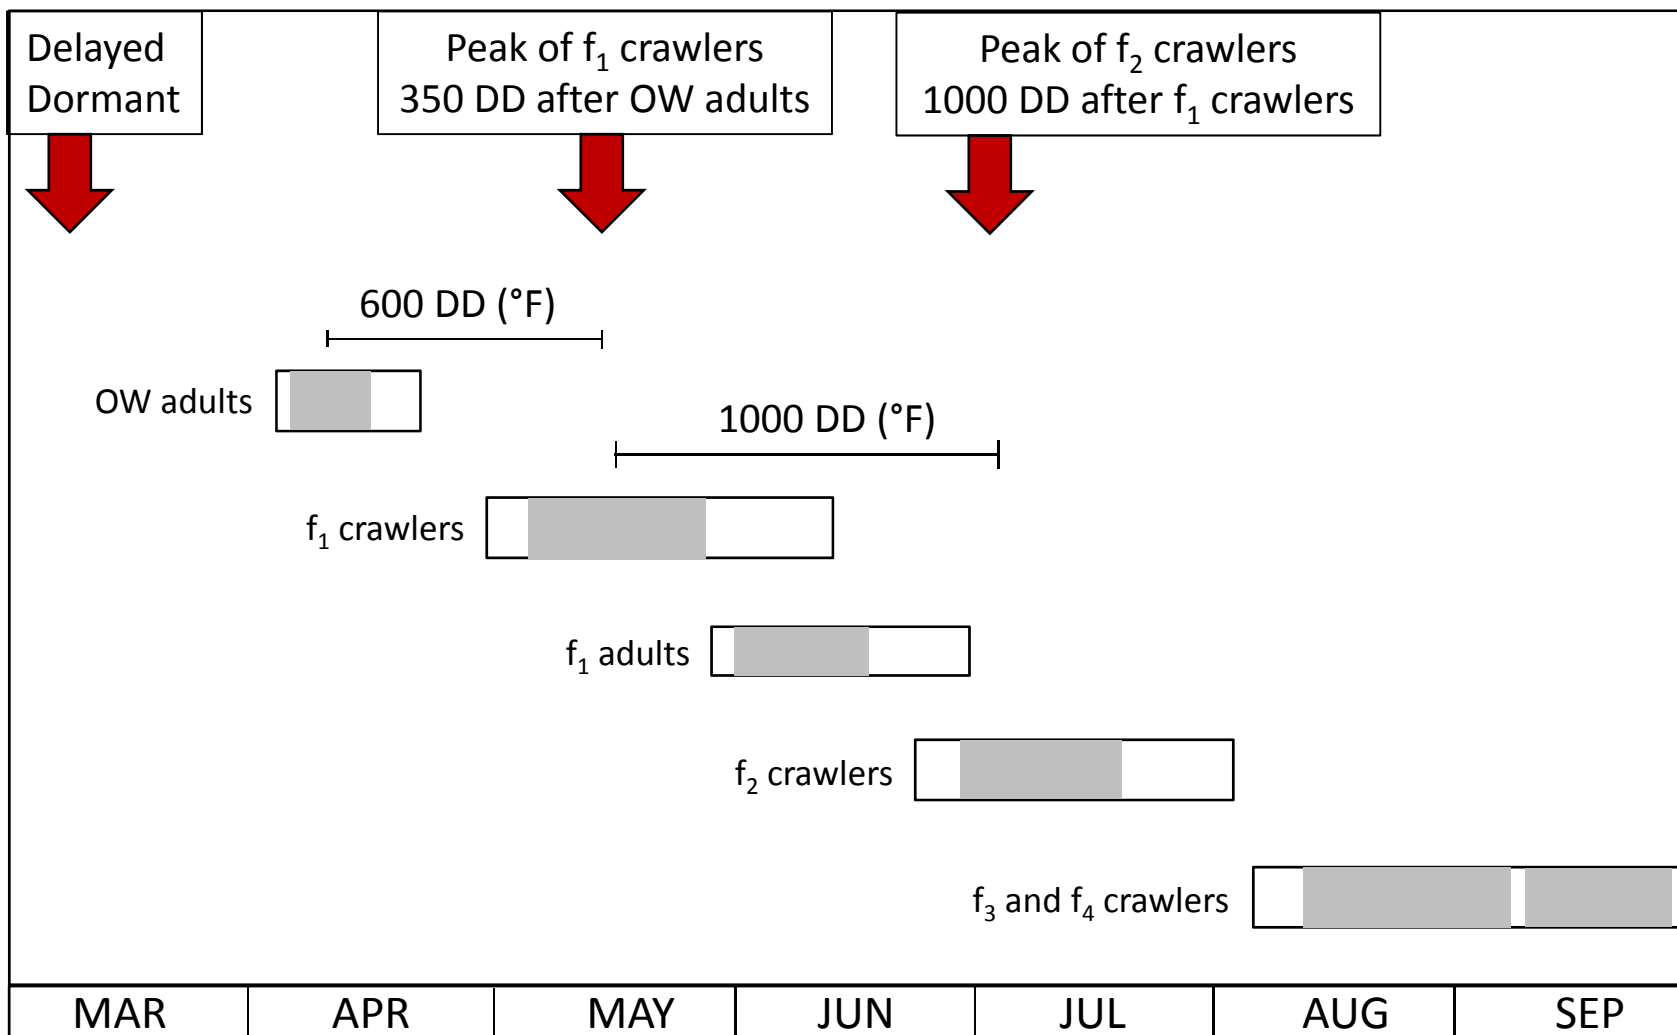 Delayed
Dormant
Peak of f₁ crawlers
350 DD after OW adults
Peak of f₂ crawlers
1000 DD after f₁ crawlers
600 DD (°F)
OW adults
1000 DD (°F)
f₁ crawlers
f₁ adults
f₂ crawlers
f₃ and f₄ crawlers
MAR APR MAY JUN JUL AUG SEP